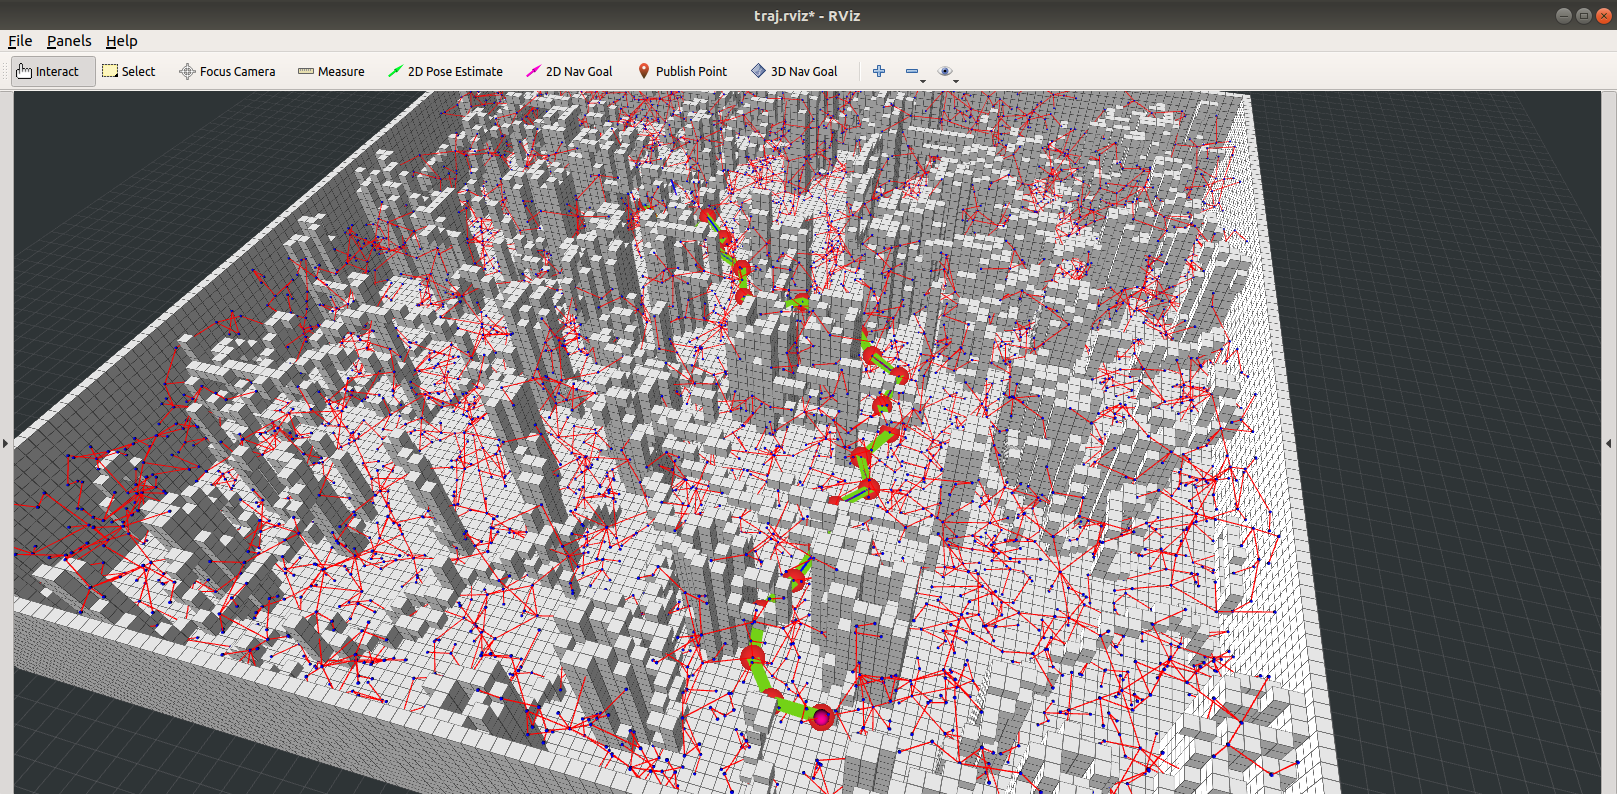 traj.rviz* - RViz
File Panels Help
Interact Select Focus Camera Measure 2D Pose Estimate 2D Nav Goal Publish Point 3D Nav Goal